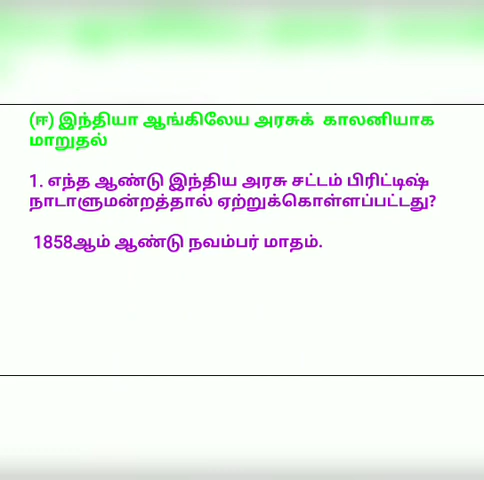 (ஈ) இந்தியா ஆங்கிலேய அரசுக் காலனியாக
மாறுதல்
1. எந்த ஆண்டு இந்திய அரசு சட்டம் பிரிட்டிஷ்
நாடாளுமன்றத்தால் ஏற்றுக்கொள்ளப்பட்டது?
1858ஆம் ஆண்டு நவம்பர் மாதம்.